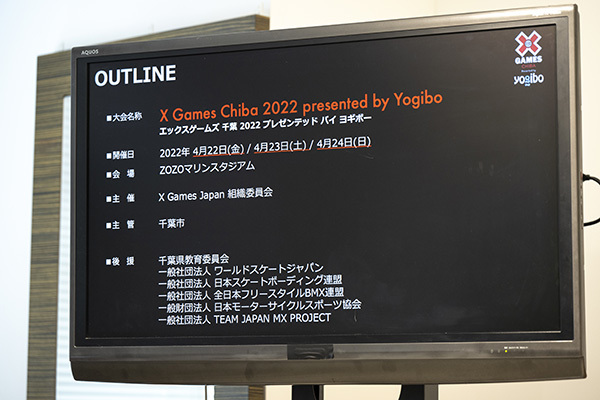 AQUOS
OUTLINE
X GAMES
CHIBA
yogibo
■大会名称 X Games Chiba 2022 presented by Yogibo
エックスゲームズ 千葉 2022 プレゼンテッド バイ ヨギボー
■開催日 2022年 4月22日(金) / 4月23日(土) / 4月24日(日)
■会 場 ZOZOマリンスタジアム
■主 催 X Games Japan 組織委員会
■主 管 千葉市
■後 援 千葉県教育委員会
一般社団法人 ワールドスケートジャパン
一般社団法人 日本スケートボーディング連盟
一般社団法人 全日本フリースタイルBMX連盟
一般財団法人 日本モーターサイクルスポーツ協会
一般社団法人 TEAM JAPAN MX PROJECT